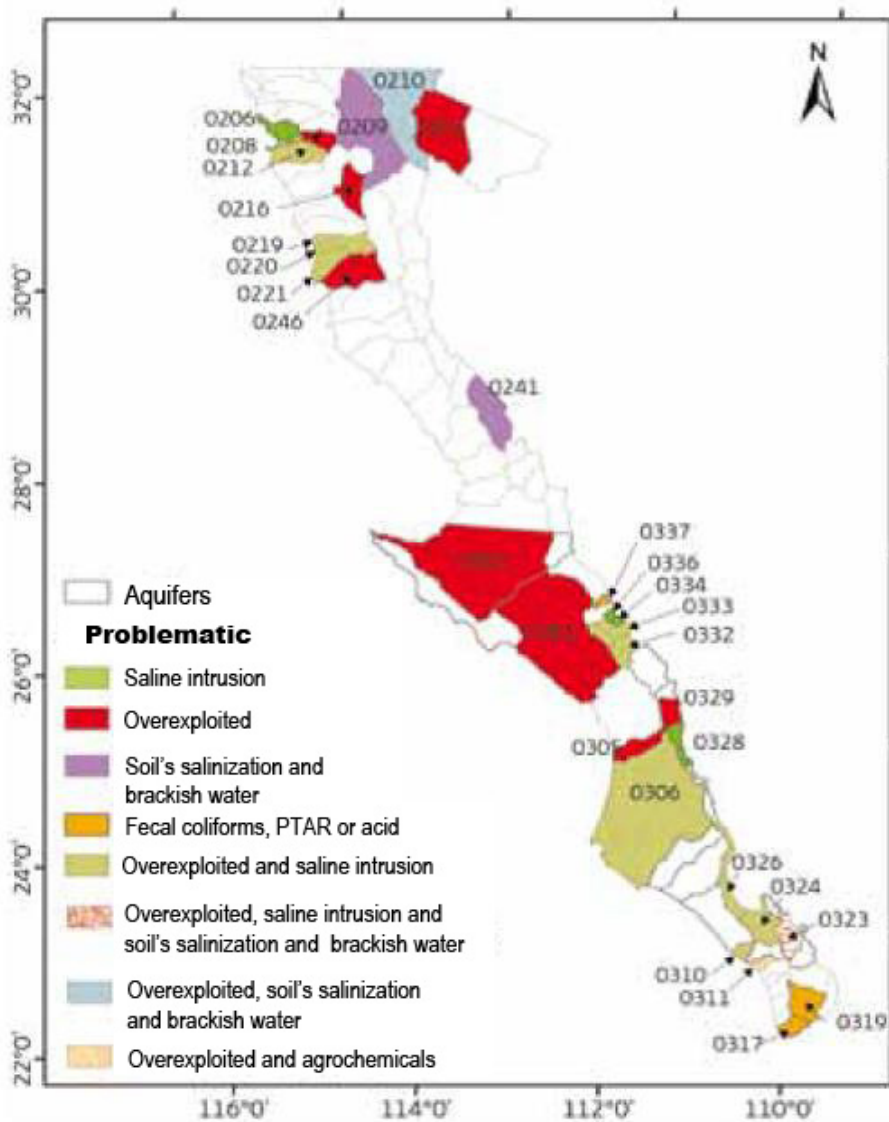 N
32°0'
30°0'
28°0'
26°0'
24°0'
22°0'
116°0'
114°0'
112°0'
110°0'
0206
0208
0212
0216
0219
0220
0221
0246
0209
0210
0241
0337
0336
0334
0333
0332
0329
0328
0306
0326
0324
0323
0310
0311
0317
0319
Aquifers
Problematic
Saline intrusion
Overexploited
Soil's salinization and
brackish water
Fecal coliforms, PTAR or acid
Overexploited and saline intrusion
Overexploited, saline intrusion and
soil's salinization and brackish water
Overexploited, soil's salinization
and brackish water
Overexploited and agrochemicals